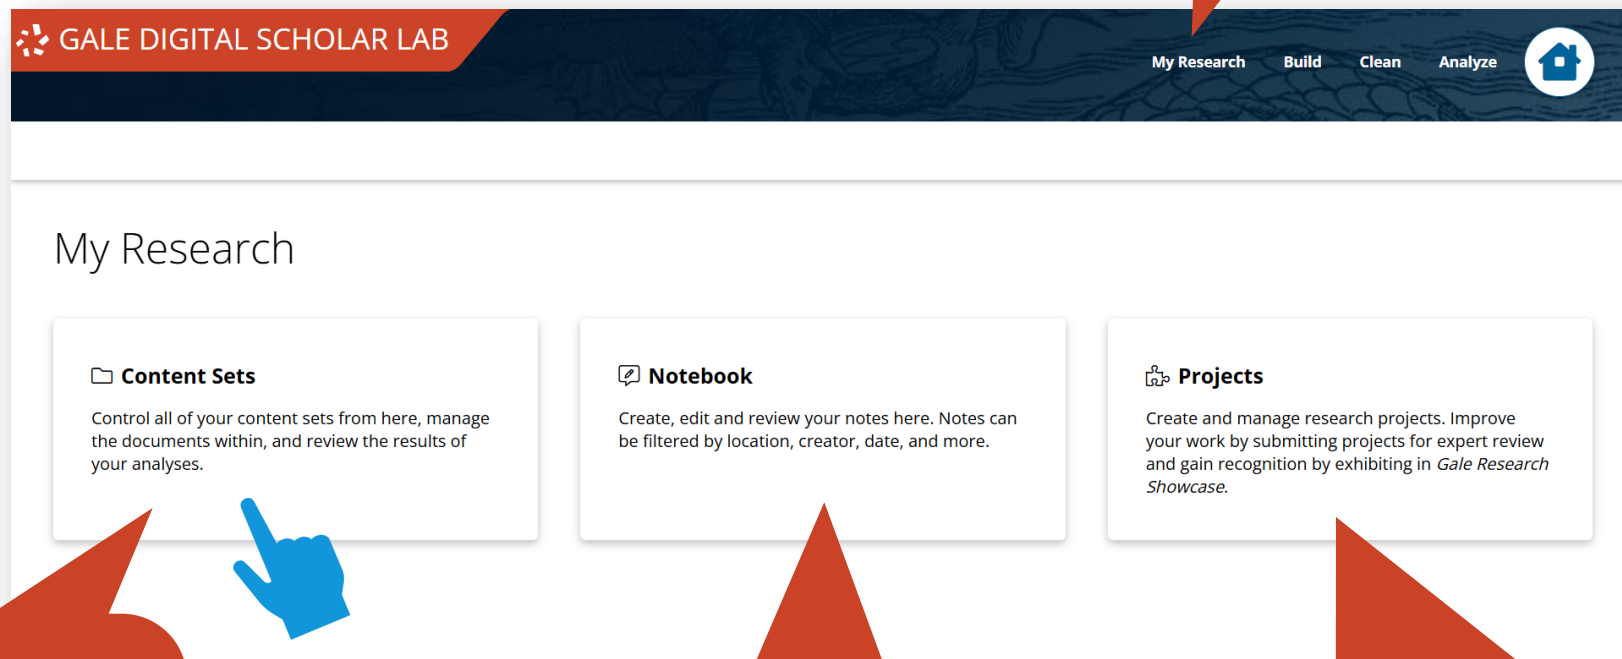 GALE DIGITAL SCHOLAR LAB
My Research Build Clean Analyze
My Research
Content Sets
Control all of your content sets from here, manage
the documents within, and review the results of
your analyses.
Notebook
Create, edit and review your notes here. Notes can
be filtered by location, creator, date, and more.
Projects
Create and manage research projects. Improve
your work by submitting projects for expert review
and gain recognition by exhibiting in Gale Research
Showcase.